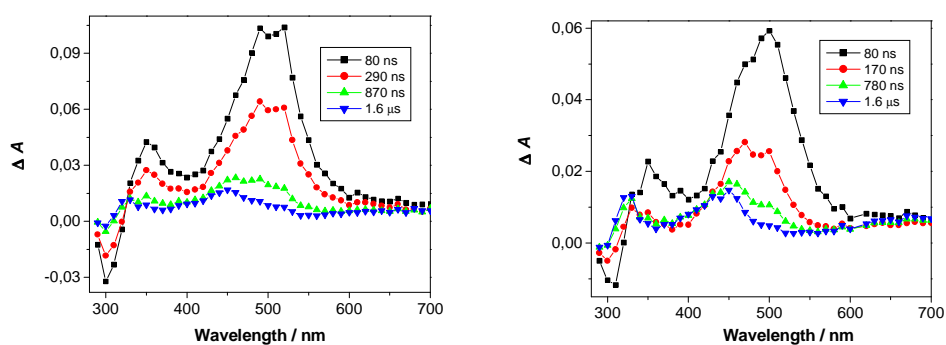 0,09
0,06
0,03
0,00
-0,03
Δ A
80 ns
290 ns
870 ns
1.6 μs
300 400 500 600 700
Wavelength / nm
0,06
0,04
0,02
0,00
Δ A
80 ns
170 ns
780 ns
1.6 μs
300 400 500 600 700
Wavelength / nm